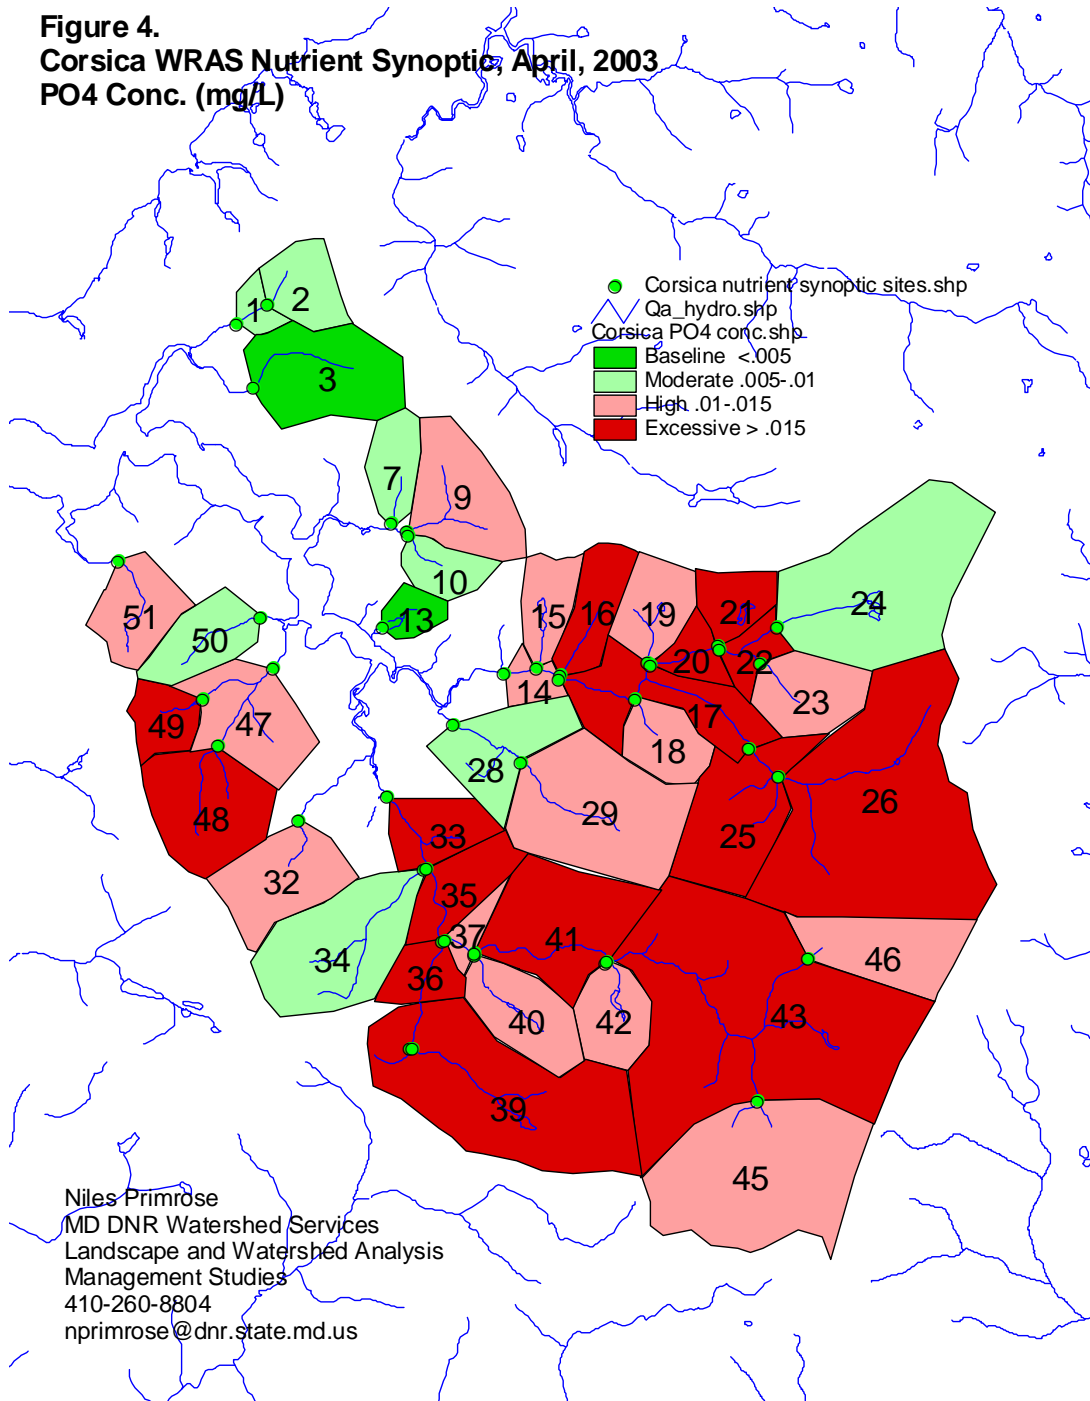 Figure 4.
Corsica WRAS Nutrient Synoptic, April, 2003
PO4 Conc. (mg/L)
Corsica nutrient synoptic sites.shp
Qa_hydro.shp
Corsica PO4 conc.shp
Baseline <.005
Moderate .005-.01
High .01-.015
Excessive > .015
1
2
3
7
9
10
13
51
50
15
16
19
21
24
20
22
14
23
49
47
17
18
28
26
48
29
25
33
32
35
37
41
34
36
46
40
42
43
39
45
Niles Primrose
MD DNR Watershed Services
Landscape and Watershed Analysis
Management Studies
410-260-8804
nprimrose@dnr.state.md.us